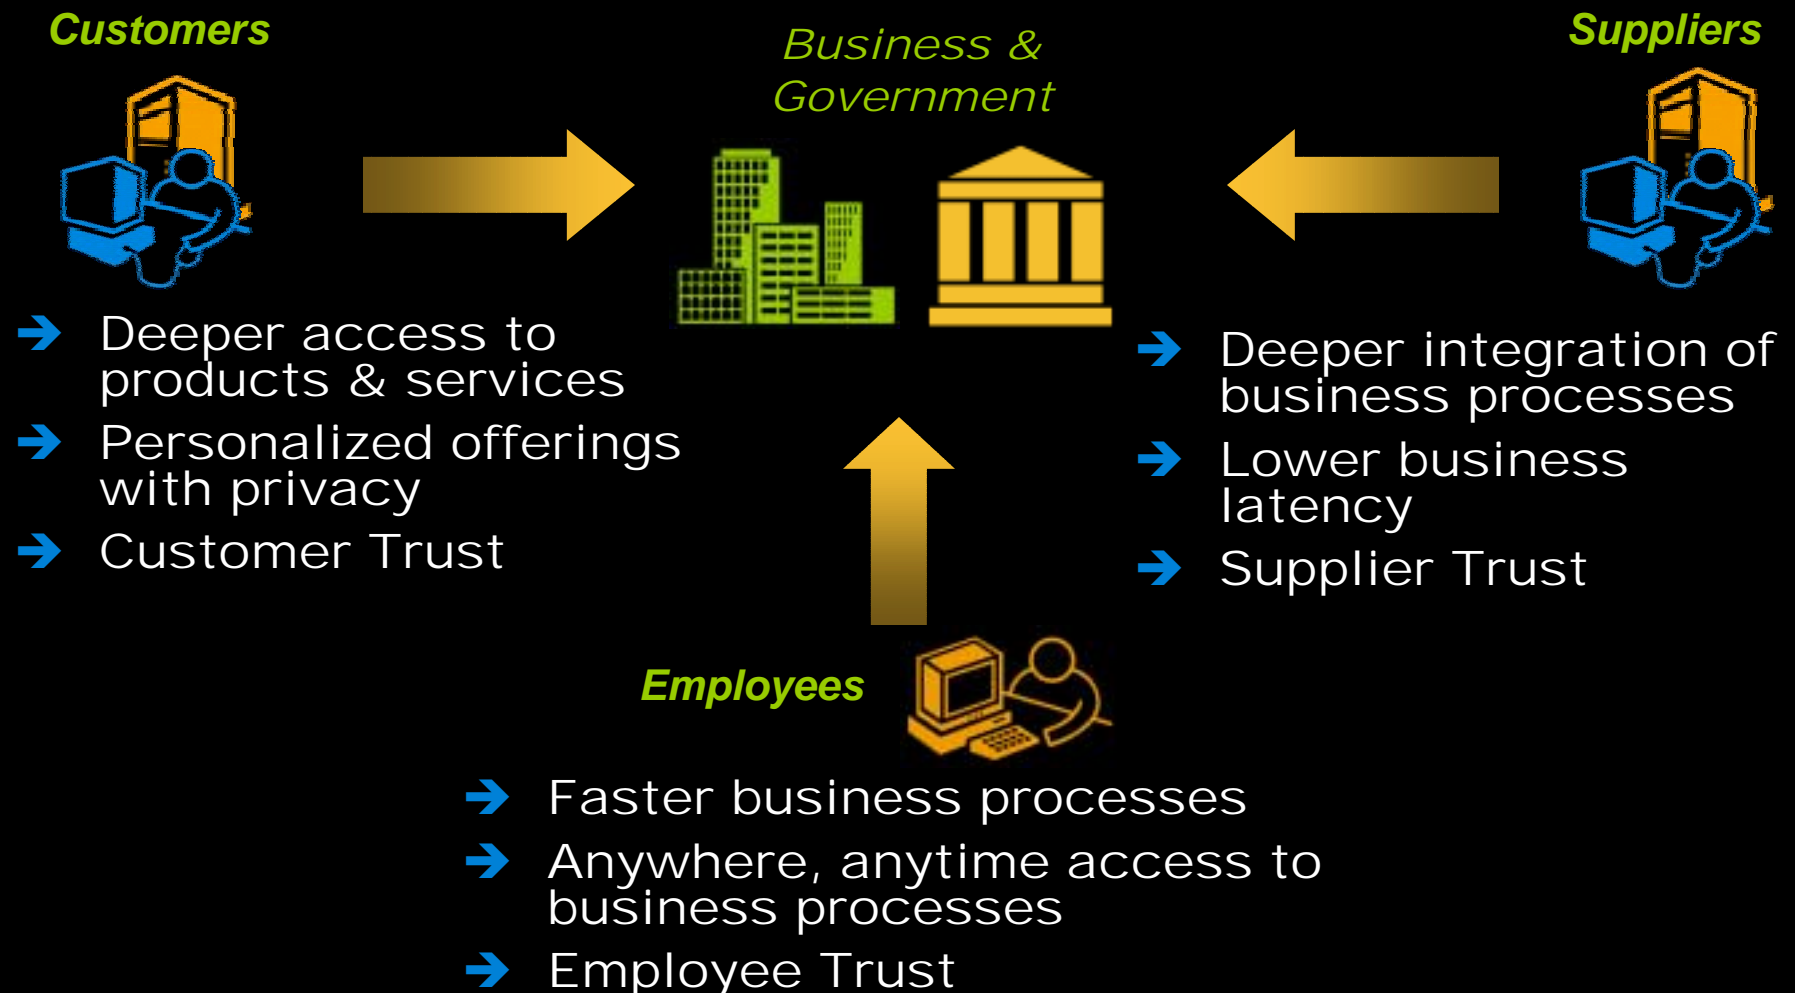 Customers
Business &
Government
Suppliers
Deeper access to
products & services
Personalized offerings
with privacy
Customer Trust
Deeper integration of
business processes
Lower business
latency
Supplier Trust
Employees
Faster business processes
Anywhere, anytime access to
business processes
Employee Trust